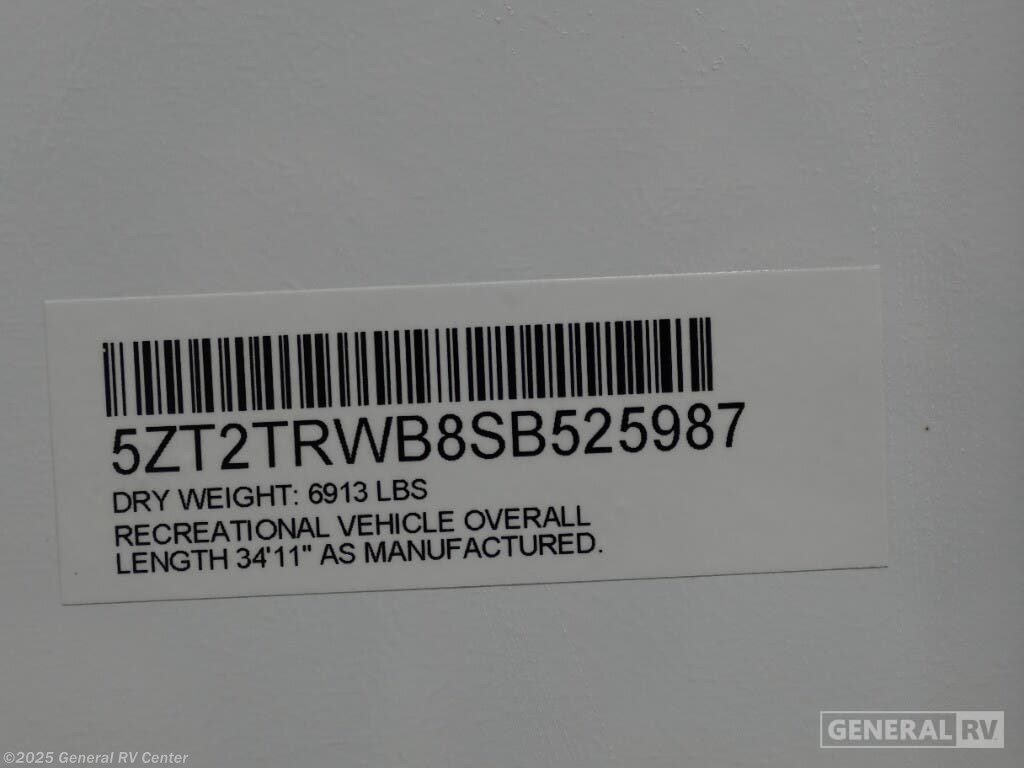 5ZT2TRWB8SB525987
DRY WEIGHT: 6913 LBS
RECREATIONAL VEHICLE OVERALL
LENGTH 34'11" AS MANUFACTURED.
GENERAL RV
©2025 General RV Center